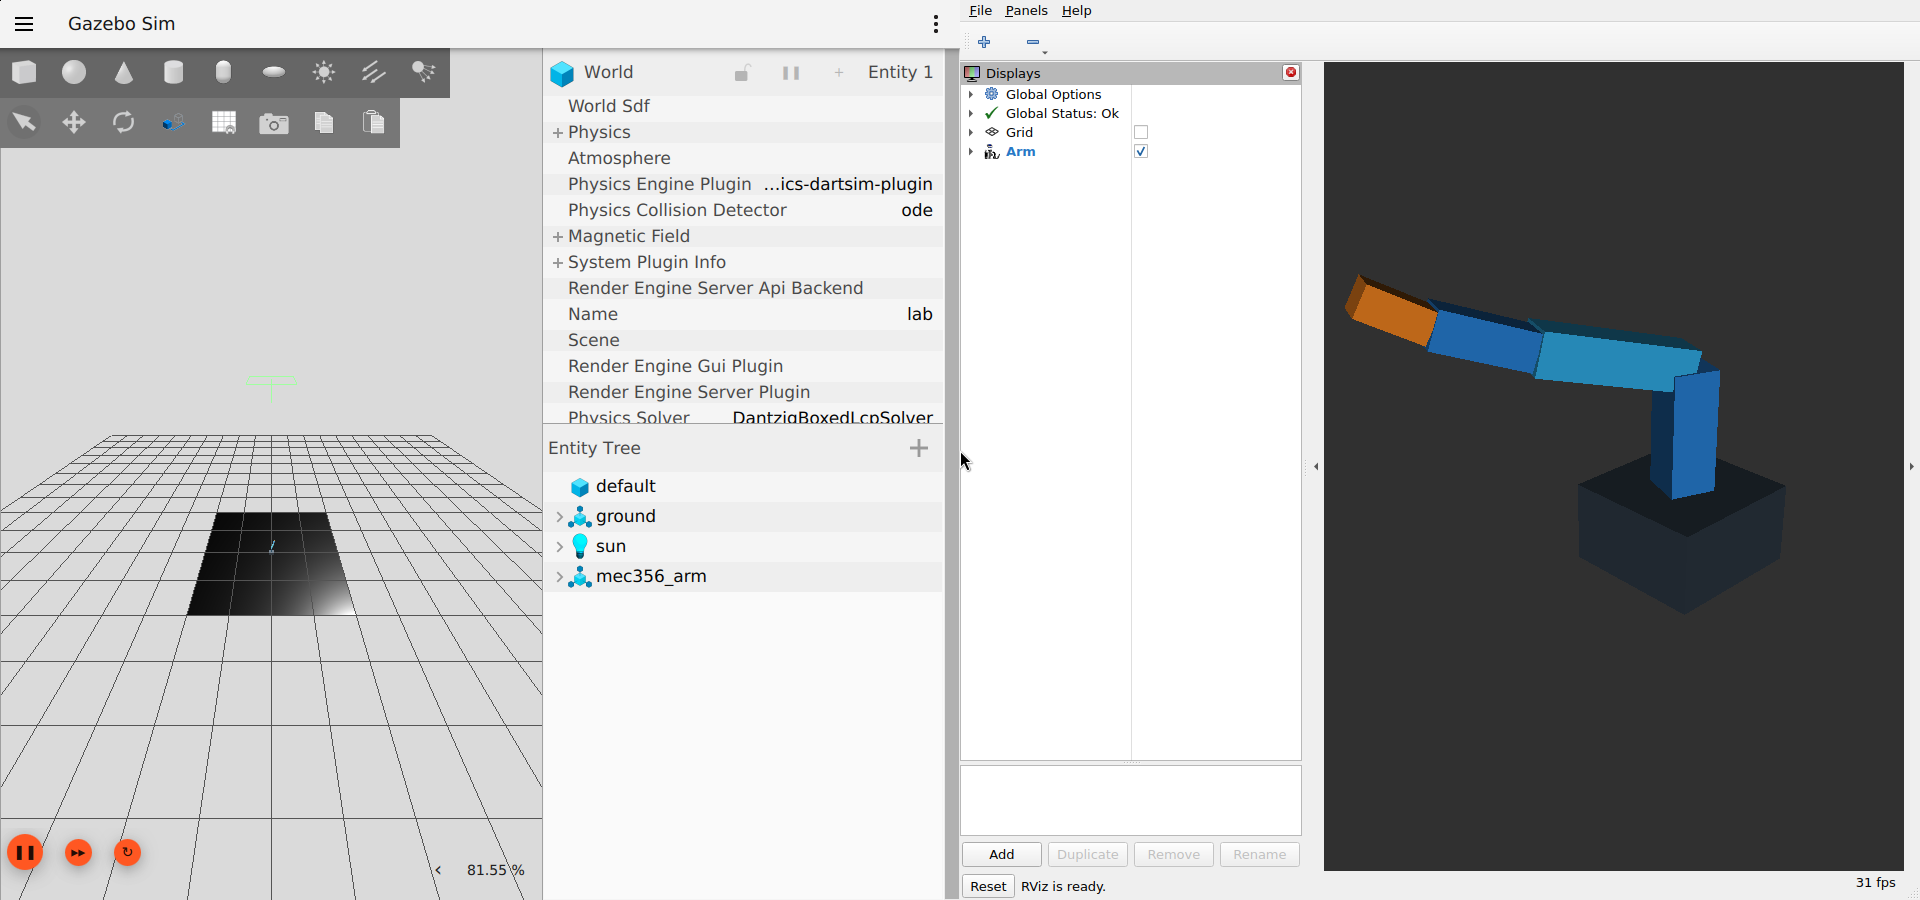 Gazebo Sim
World
Entity 1
World Sdf
Physics
Atmosphere
Physics Engine Plugin ...ics-dartsim-plugin
Physics Collision Detector ode
Magnetic Field
System Plugin Info
Render Engine Server Api Backend
Name lab
Scene
Render Engine Gui Plugin
Render Engine Server Plugin
Physics Solver DantzigBoxedLcpSolver
Entity Tree
default
ground
sun
mec356_arm
81.55 %
File Panels Help
Displays
Global Options
Global Status: Ok
Grid
Arm
Add Duplicate Remove Rename
Reset RViz is ready.
31 fps